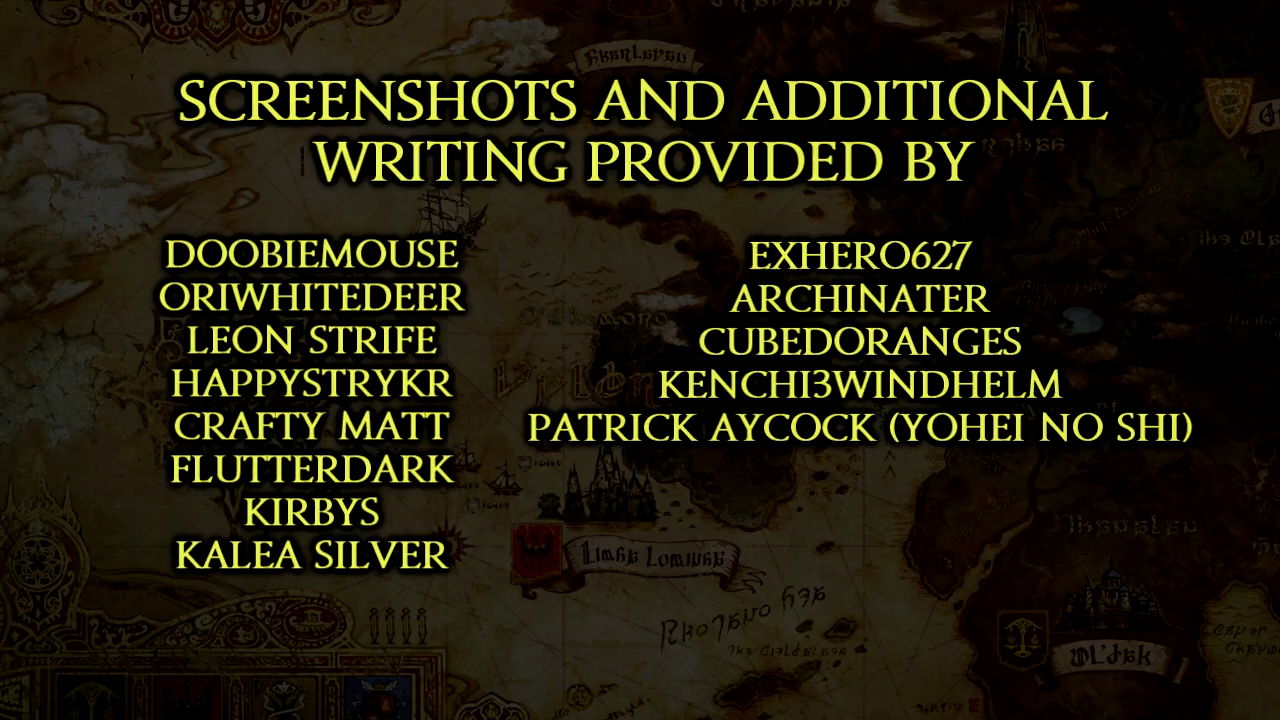 SCREENSHOTS AND ADDITIONAL
WRITING PROVIDED BY
DOOBIEMOUSE
ORIWHITEDEER
LEON STRIFE
HAPPYSTRYKR
CRAFTY MATT
FLUTTERDARK
KIRBYS
KALEA SILVER
EXHERO627
ARCHINATER
CUBEDORANGES
KENCHI3WINDHELM
PATRICK AYCOCK (YOHEI NO SHI)